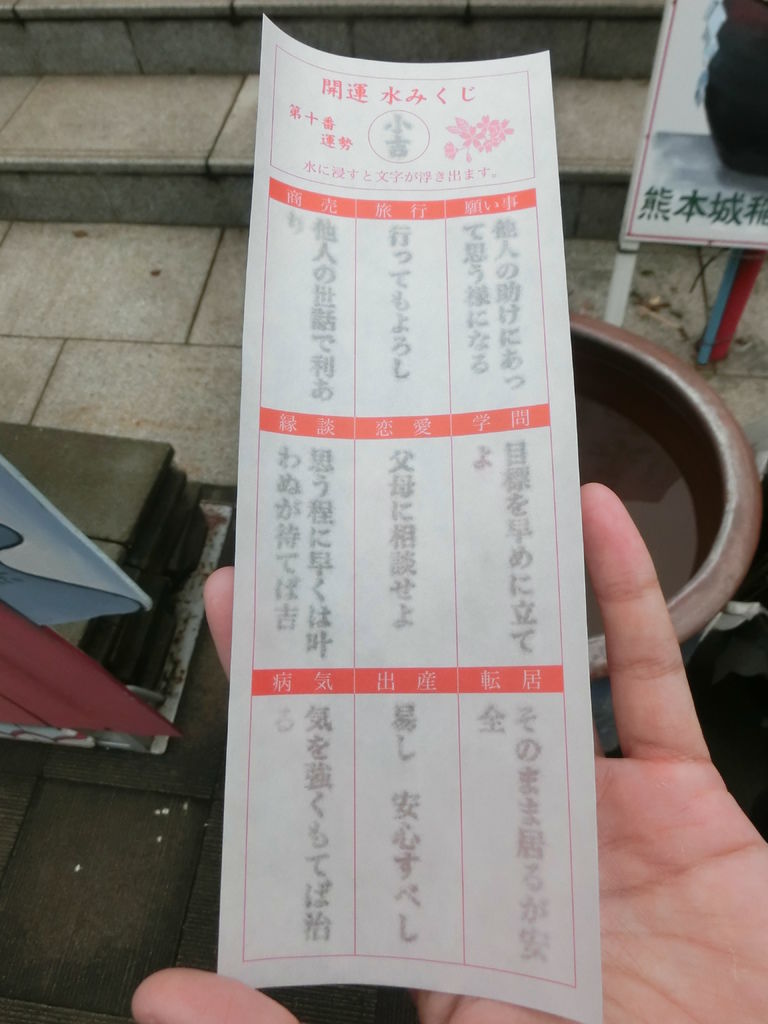 開運 水みくじ
第十番
運勢
小吉
水に浸すと文字が浮き出ます。
願い事
他人の助けにあっ
て思う様になる
旅行
行ってもよろし
商売
他人の世話で利あ
り
学問
目標を早めに立て
よ
恋愛
父母に相談せよ
縁談
思う程に早くは叶
わぬが待てば吉
転居
そのまま居るが安
全
出産
易し 安心すべし
病気
気を強くもてば治
る
熊本城稲